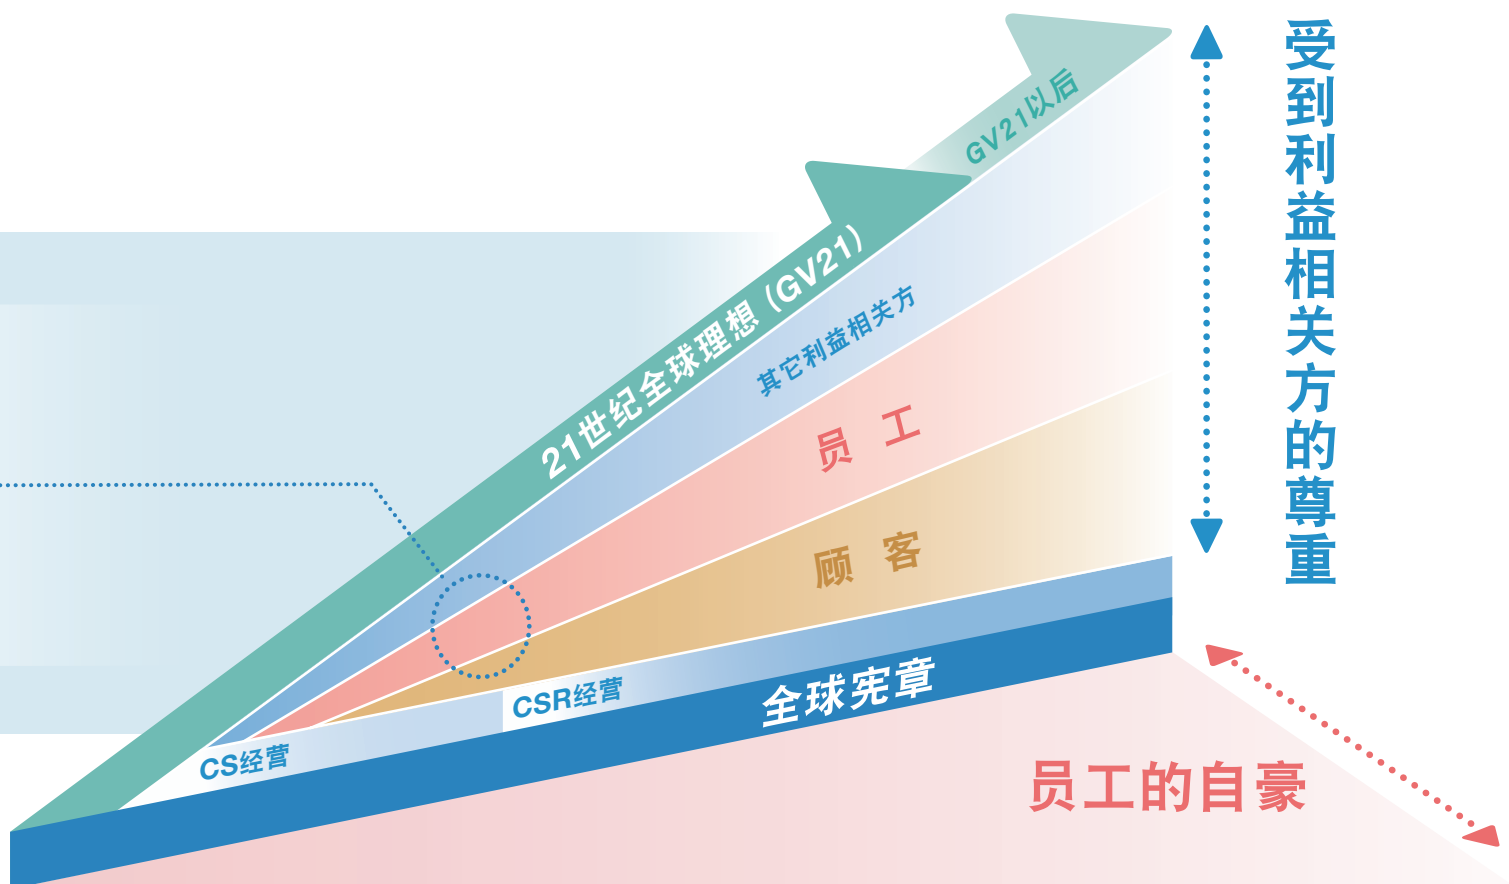 GV21以后
受到利益相关方的尊重
21世纪全球理想(GV21)
其它利益相关方
员 工
顾 客
CSR经营
CS经营
全球宪章
员工的自豪